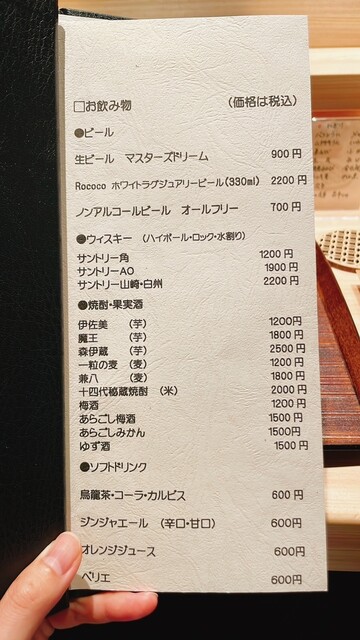 □お飲み物 (価格は税込)
●ビール
生ビール マスターズドリーム 900円
Rococo ホワイトラグジュアリービール(330ml) 2200円
ノンアルコールビール オールフリー 700円
●ウィスキー (ハイボール・ロック・水割り)
サントリー角 1200円
サントリーAO 1900円
サントリー山崎・白州 2200円
●焼酎・果実酒
伊佐美 (芋) 1200円
魔王 (芋) 1800円
森伊蔵 (芋) 2500円
一粒の麦 (麦) 1200円
兼八 (麦) 1800円
十四代秘蔵焼酎 (米) 2000円
梅酒 1200円
あらごし梅酒 1500円
あらごしみかん 1500円
ゆず酒 1500円
●ソフトドリンク
烏龍茶・コーラ・カルピス 600円
ジンジャエール (辛口・甘口) 600円
オレンジジュース 600円
ペリエ 600円